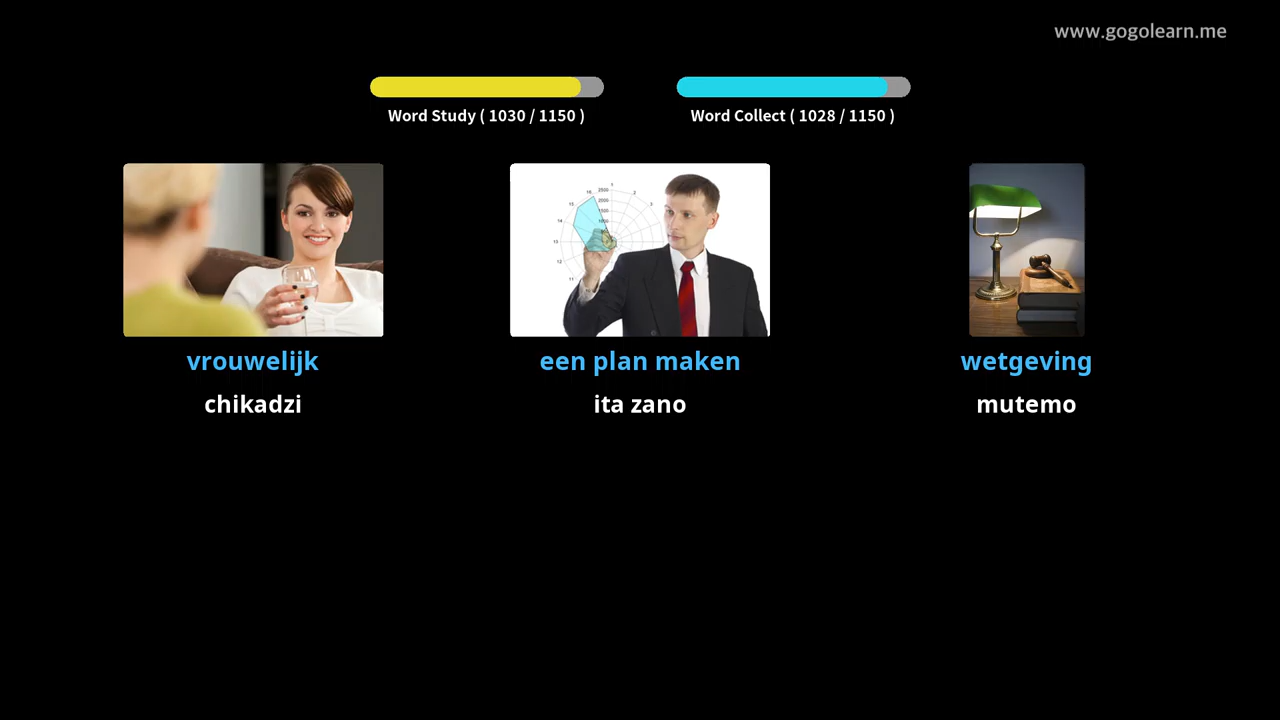 www.gogolearn.me
Word Study ( 1030 / 1150 )
Word Collect ( 1028 / 1150 )
vrouwelijk
een plan maken
wetgeving
chikadzi
ita zano
mutemo